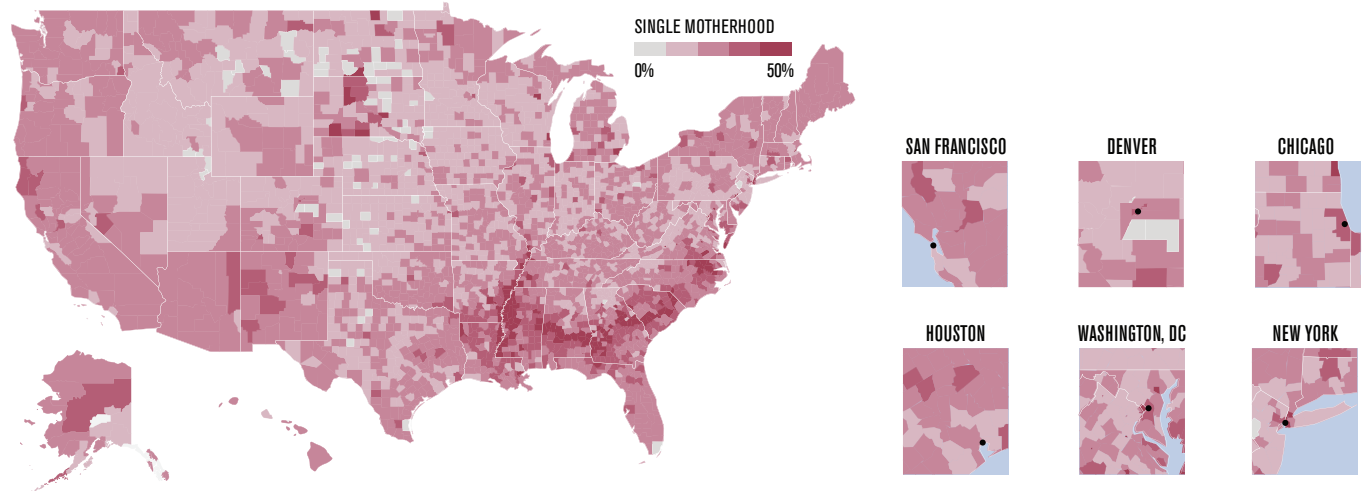 SINGLE MOTHERHOOD
0% 50%
SAN FRANCISCO
DENVER
CHICAGO
HOUSTON
WASHINGTON, DC
NEW YORK